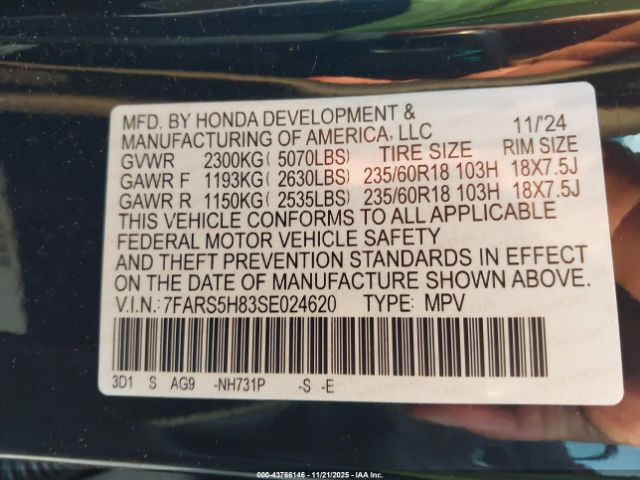 MFD. BY HONDA DEVELOPMENT &
MANUFACTURING OF AMERICA, LLC 11/'24
GVWR 2300KG( 5070LBS) TIRE SIZE RIM SIZE
GAWR F 1193KG( 2630LBS) 235/60R18 103H 18X7.5J
GAWR R 1150KG( 2535LBS) 235/60R18 103H 18X7.5J
THIS VEHICLE CONFORMS TO ALL APPLICABLE
FEDERAL MOTOR VEHICLE SAFETY
AND THEFT PREVENTION STANDARDS IN EFFECT
ON THE DATE OF MANUFACTURE SHOWN ABOVE.
V.I.N.: 7FARS5H83SE024620 TYPE: MPV
3D1 S AG9 -NH731P -S -E
000-43766146 - 11/21/2025 - IAA Inc.